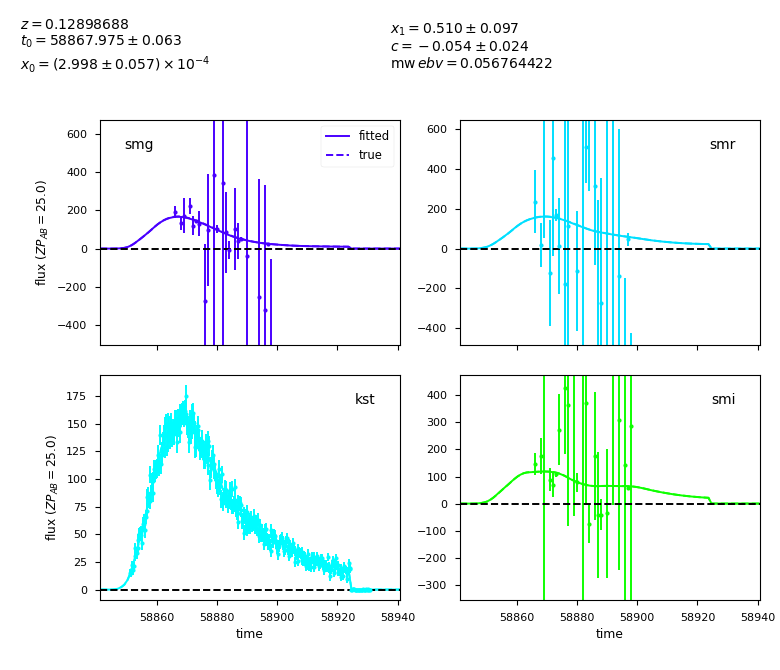 z = 0.12898688
t₀ = 58867.975 ± 0.063
x₀ = (2.998 ± 0.057) × 10⁻⁴
x₁ = 0.510 ± 0.097
c = −0.054 ± 0.024
mw ebv = 0.056764422
smg
fitted
true
600
400
200
0
−200
−400
flux (ZP_AB = 25.0)
smr
600
400
200
0
−200
−400
kst
175
150
125
100
75
50
25
0
flux (ZP_AB = 25.0)
58860 58880 58900 58920 58940
time
smi
400
300
200
100
0
−100
−200
−300
58860 58880 58900 58920 58940
time